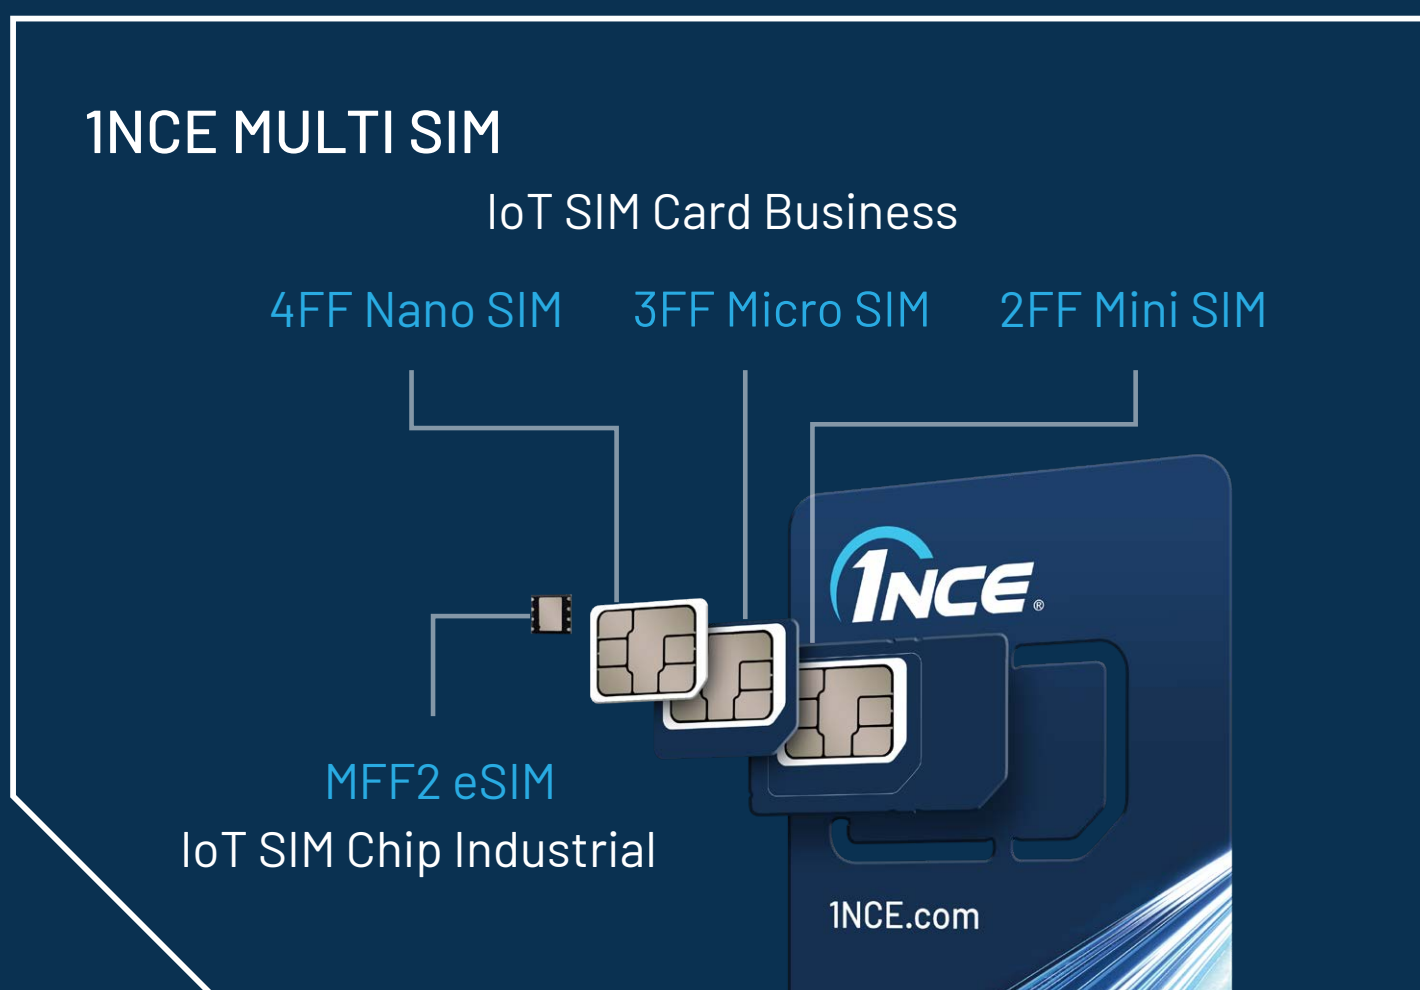 1NCE MULTI SIM
IoT SIM Card Business
4FF Nano SIM
3FF Micro SIM
2FF Mini SIM
1NCE®
MFF2 eSIM
IoT SIM Chip Industrial
1NCE.com